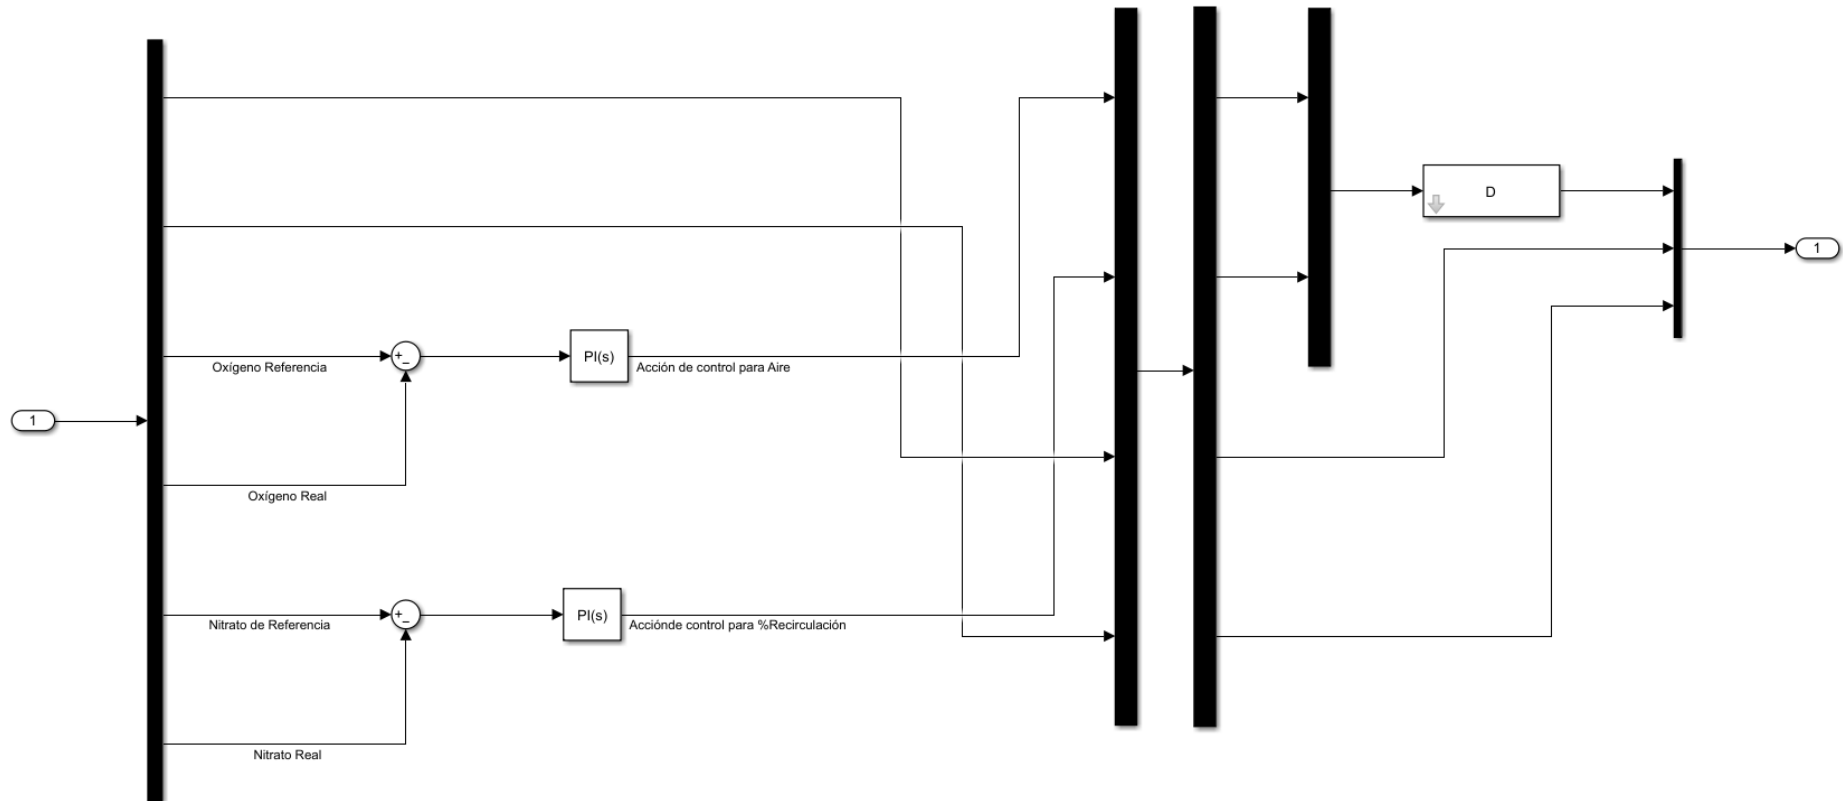 D
1
Oxígeno Referencia
+
−
PI(s)
Acción de control para Aire
1
Oxígeno Real
Nitrato de Referencia
+
−
PI(s)
Acciónde control para %Recirculación
Nitrato Real